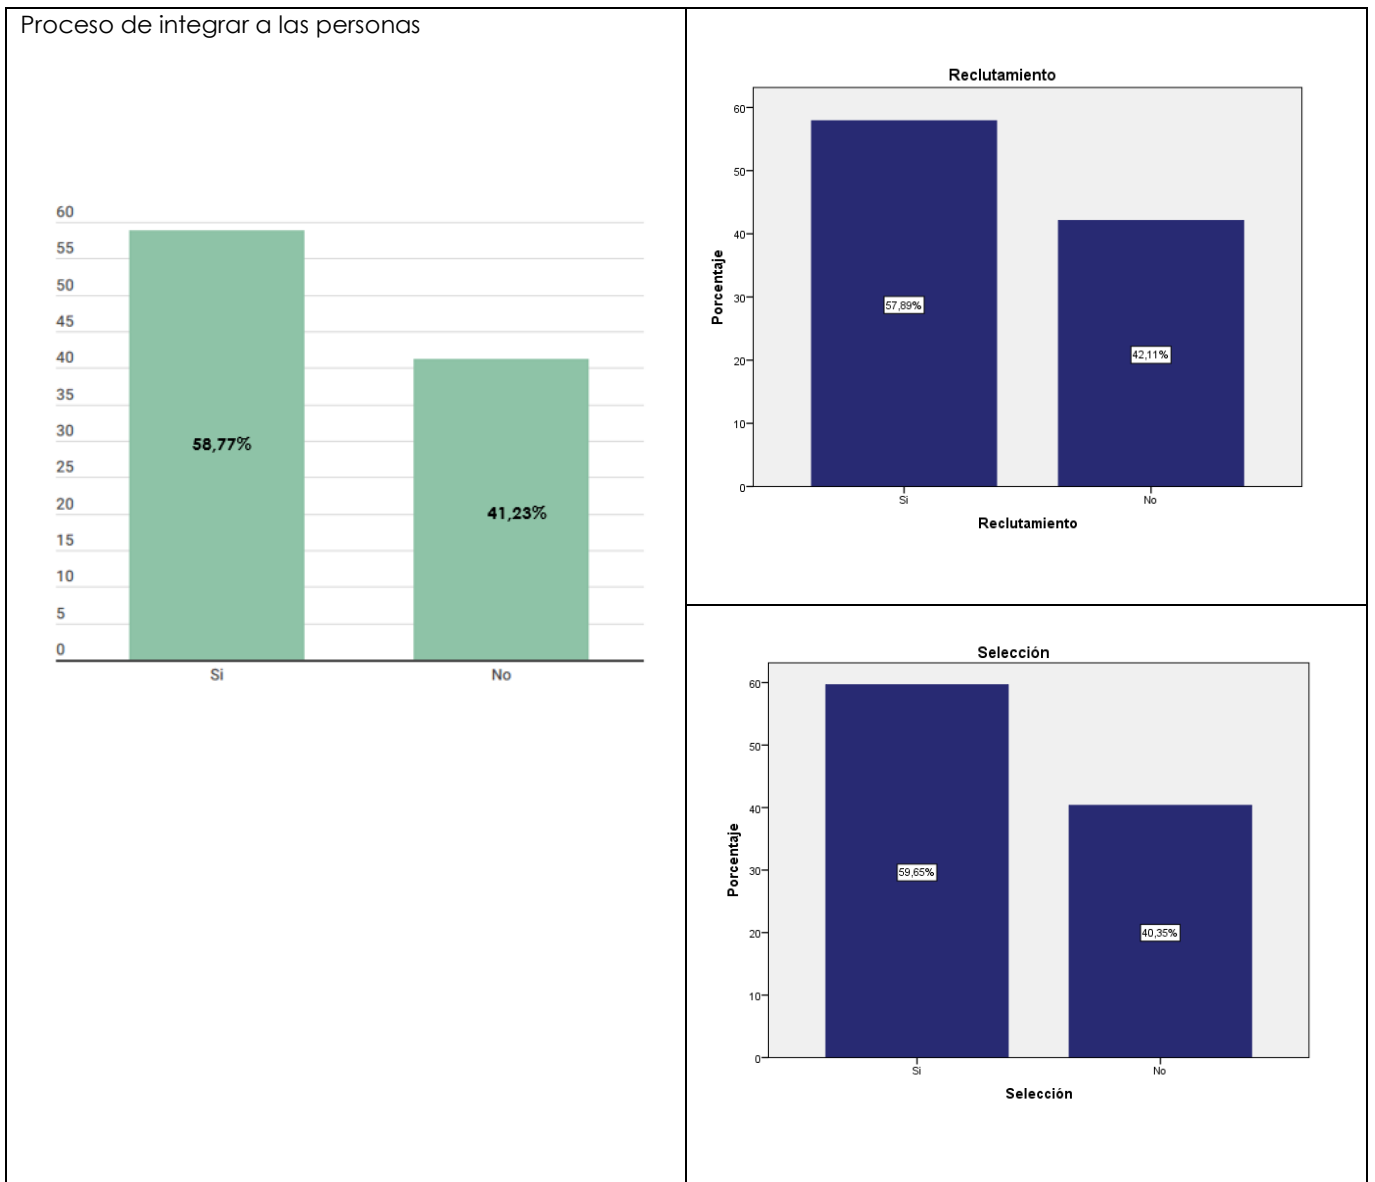 Proceso de integrar a las personas
60
55
50
45
40
35
30
25
20
15
10
5
0
58,77%
41,23%
Si
No
Reclutamiento
Porcentaje
60
50
40
30
20
10
0
57,89%
42,11%
Si
No
Reclutamiento
Selección
Porcentaje
60
50
40
30
20
10
0
59,65%
40,35%
Si
No
Selección